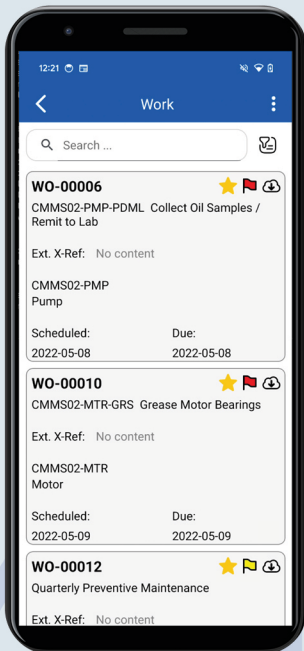 12:21
Work
Search ...
WO-00006
CMMS02-PMP-PDML Collect Oil Samples /
Remit to Lab
Ext. X-Ref: No content
CMMS02-PMP
Pump
Scheduled: Due:
2022-05-08 2022-05-08
WO-00010
CMMS02-MTR-GRS Grease Motor Bearings
Ext. X-Ref: No content
CMMS02-MTR
Motor
Scheduled: Due:
2022-05-09 2022-05-09
WO-00012
Quarterly Preventive Maintenance
Ext. X-Ref: No content